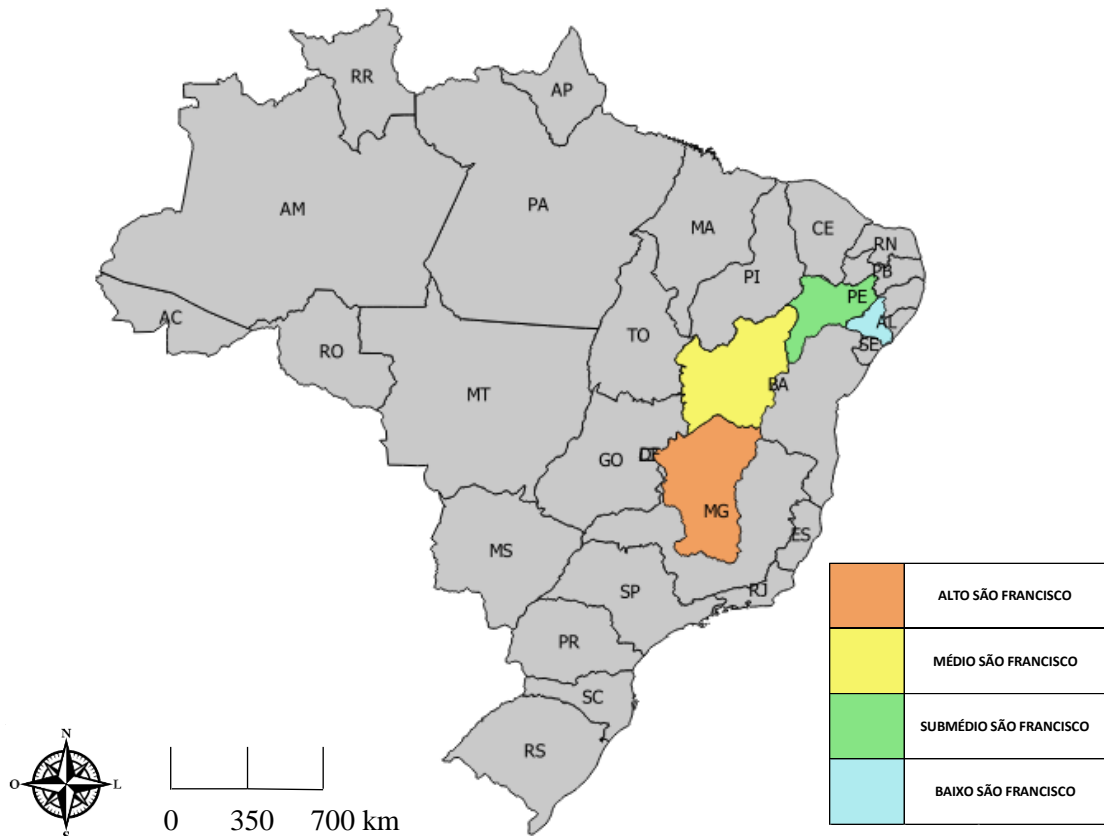 RR
AP
AM
PA
MA
CE
RN
PB
PI
PE
AL
SE
AC
RO
TO
BA
MT
GO
DF
MG
ES
MS
SP
RJ
PR
SC
RS
ALTO SÃO FRANCISCO
MÉDIO SÃO FRANCISCO
SUBMÉDIO SÃO FRANCISCO
BAIXO SÃO FRANCISCO
N
O
L
S
0 350 700 km